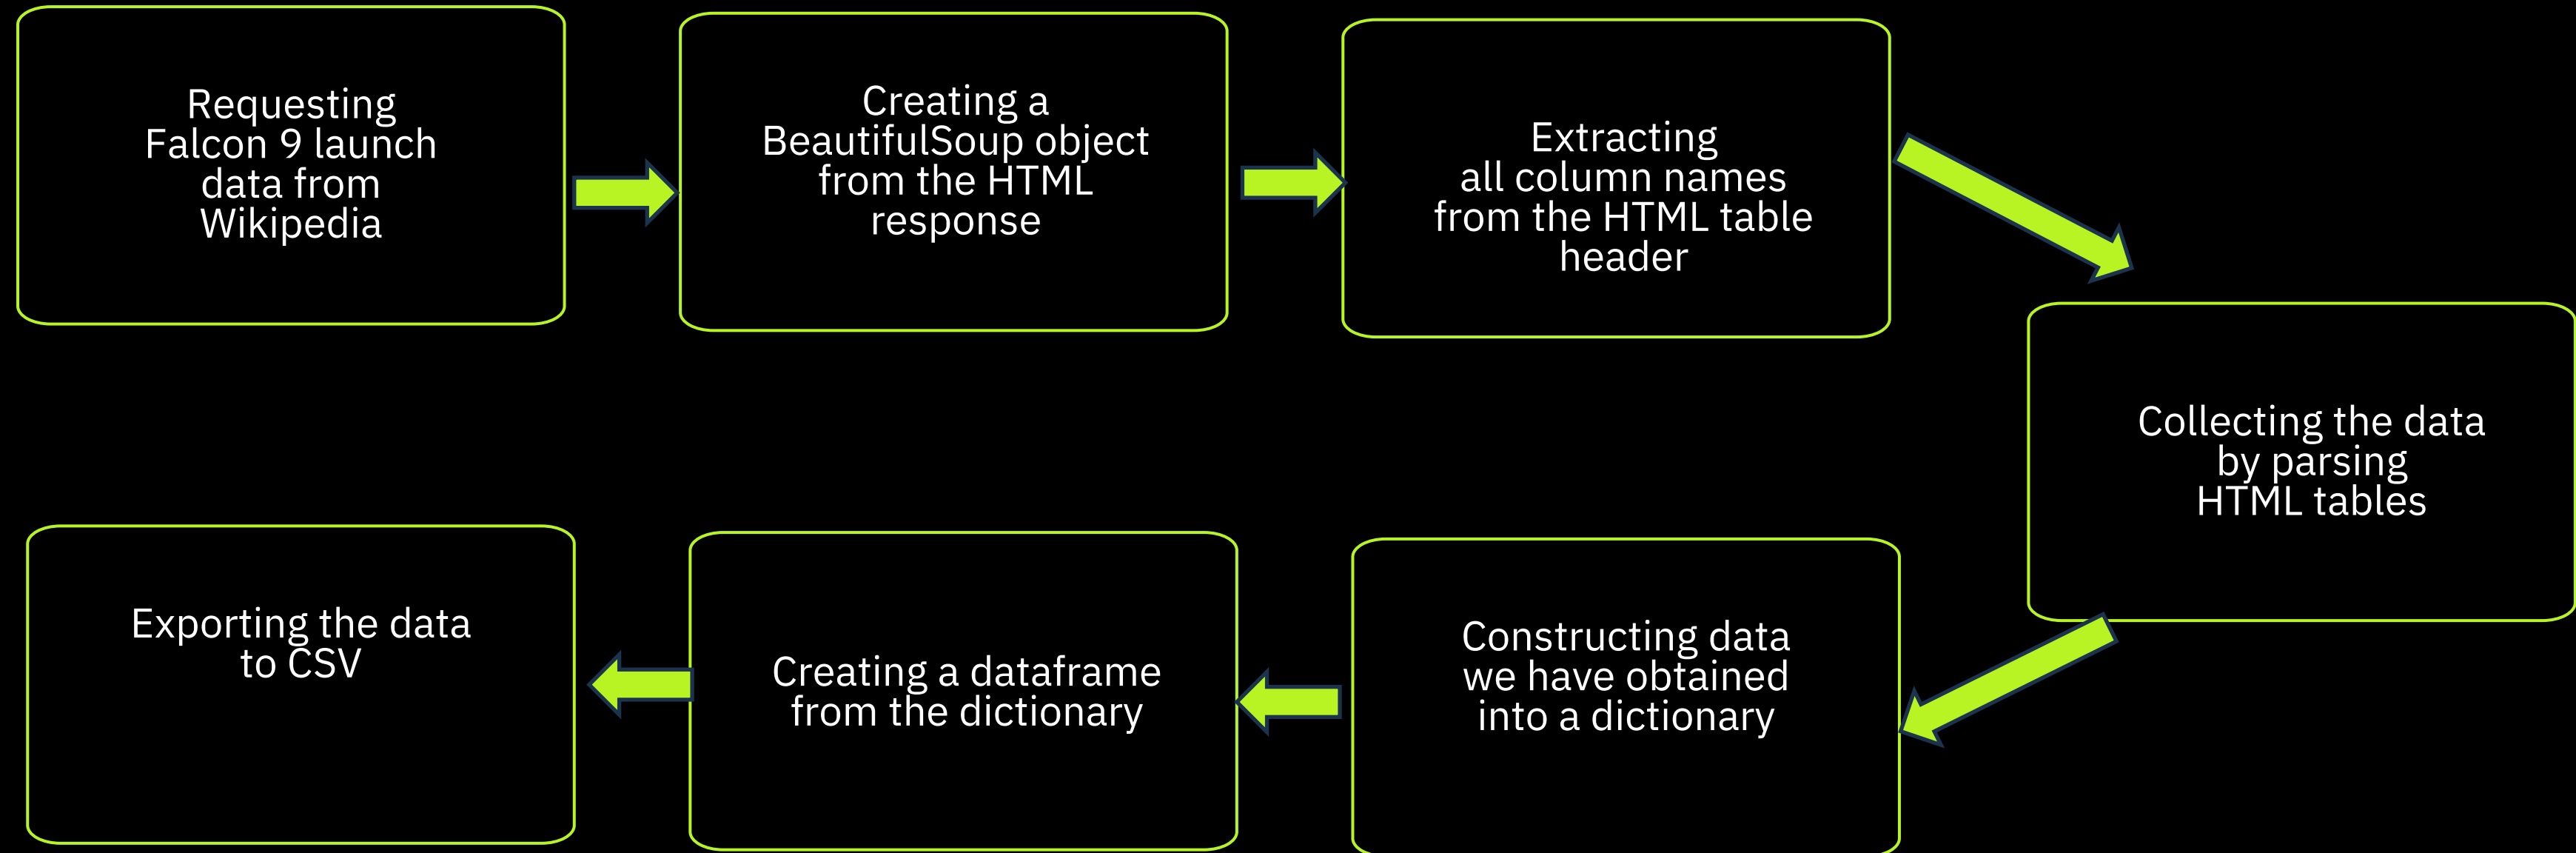 Requesting
Falcon 9 launch
data from
Wikipedia
Creating a
BeautifulSoup object
from the HTML
response
Extracting
all column names
from the HTML table
header
Collecting the data
by parsing
HTML tables
Constructing data
we have obtained
into a dictionary
Creating a dataframe
from the dictionary
Exporting the data
to CSV